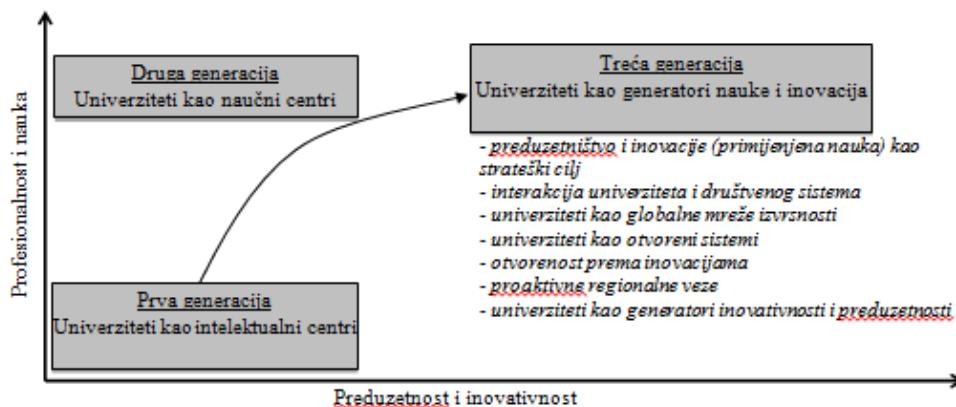 Profesionalnost i nauka
Druga generacija
Univerziteti kao naučni centri
Treća generacija
Univerziteti kao generatori nauke i inovacija
- preduzetništvo i inovacije (primijenjena nauka) kao
strateški cilj
- interakcija univerziteta i društvenog sistema
- univerziteti kao globalne mreže izvrsnosti
- univerziteti kao otvoreni sistemi
- otvorenost prema inovacijama
- proaktivne regionalne veze
- univerziteti kao generatori inovativnosti i preduzetnosti
Prva generacija
Univerziteti kao intelektualni centri
Preduzetnost i inovativnost